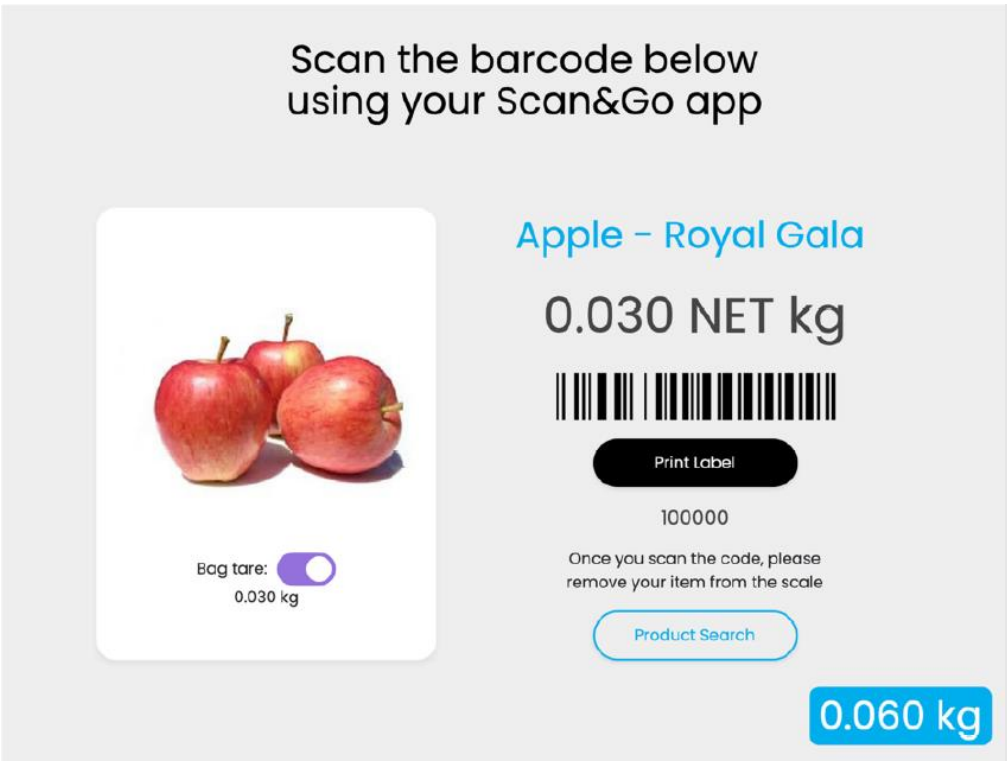 Scan the barcode below
using your Scan&Go app
Apple - Royal Gala
0.030 NET kg
Print Label
100000
Once you scan the code, please
remove your item from the scale
Product Search
Bag tare:
0.030 kg
0.060 kg